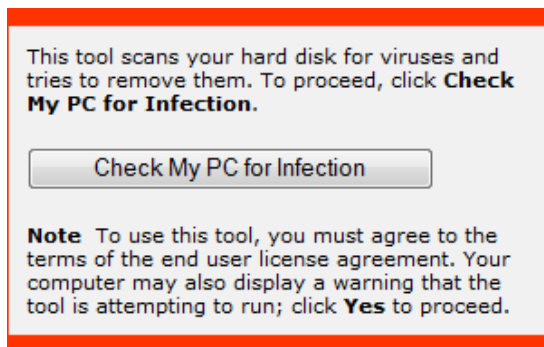 This tool scans your hard disk for viruses and
tries to remove them. To proceed, click Check
My PC for Infection.
Check My PC for Infection
Note To use this tool, you must agree to the
terms of the end user license agreement. Your
computer may also display a warning that the
tool is attempting to run; click Yes to proceed.